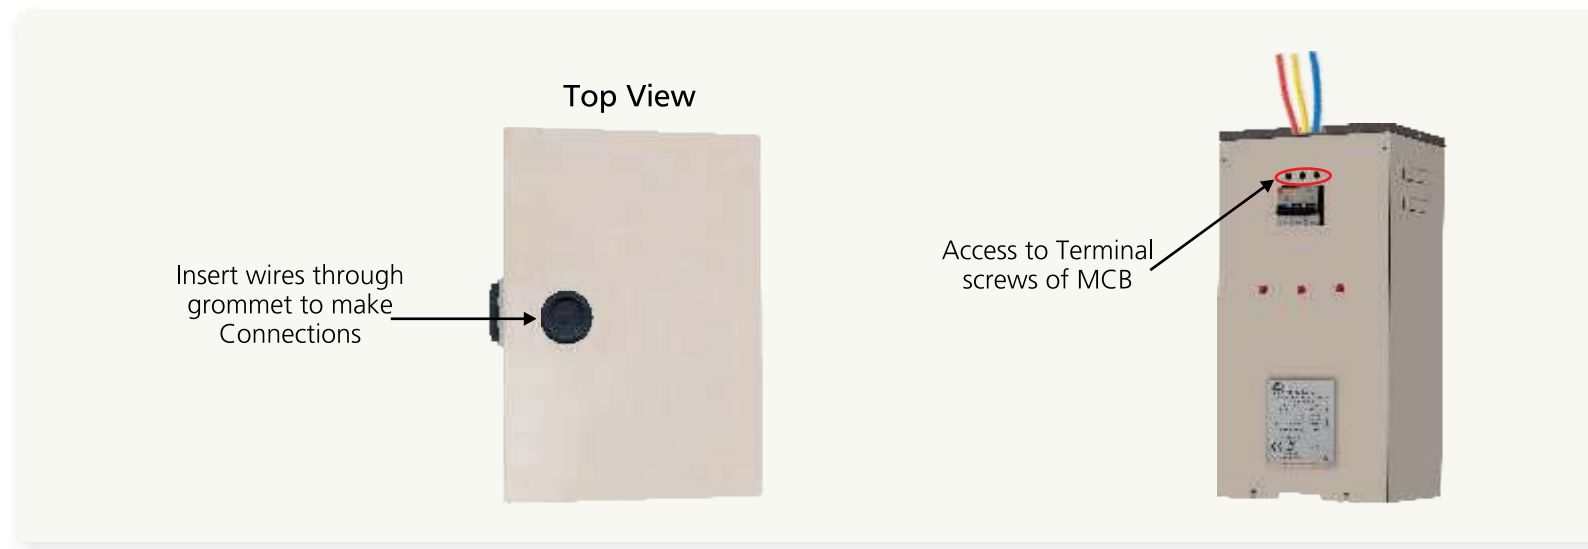 Top View
Insert wires through
grommet to make
Connections
Access to Terminal
screws of MCB